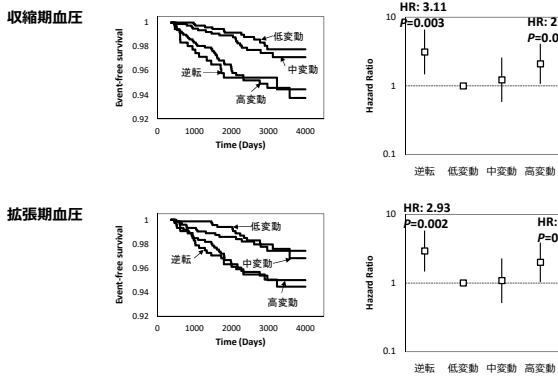 収縮期血圧
Event-free survival
1
0.98
0.96
0.94
0.92
低変動
中変動
逆転
高変動
0
1000
2000
3000
4000
Time (Days)
HR: 3.11
P=0.003
HR: 2
P=0.0
Hazard Ratio
10
1
0.1
逆転 低変動 中変動 高変動
拡張期血圧
Event-free survival
1
0.98
0.96
0.94
0.92
低変動
逆転
中変動
高変動
0
1000
2000
3000
4000
Time (Days)
HR: 2.93
P=0.002
HR:
P=0
Hazard Ratio
10
1
0.1
逆転 低変動 中変動 高変動